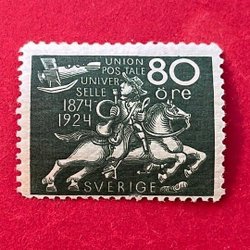 UNION
POSTALE
UNIVER
SELLE
1874
1924
80
öre
SVERIGE